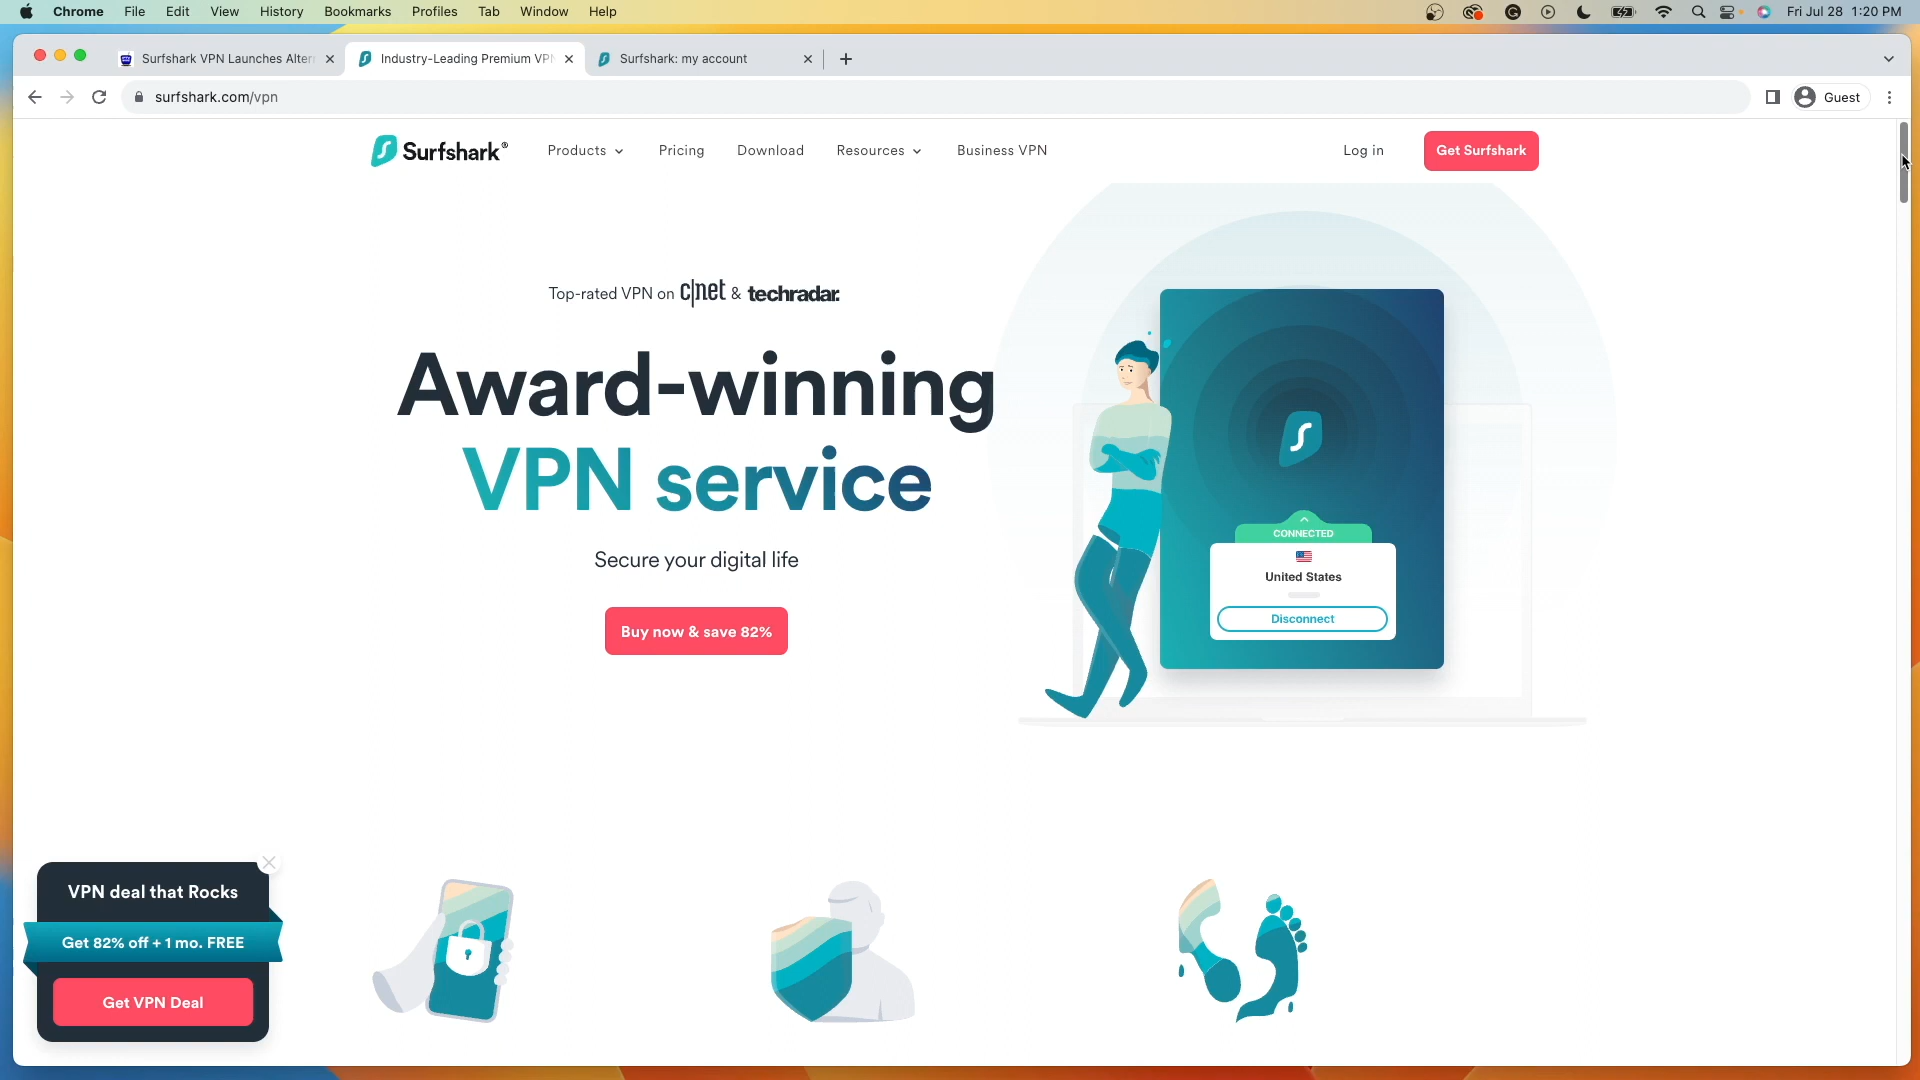 Chrome File Edit View History Bookmarks Profiles Tab Window Help Fri Jul 28 1:20 PM
Surfshark VPN Launches Alter Industry-Leading Premium VPN Surfshark: my account
surfshark.com/vpn Guest
Surfshark® Products Pricing Download Resources Business VPN Log in Get Surfshark
Top-rated VPN on c|net & techradar.
Award-winning
VPN service
Secure your digital life
Buy now & save 82%
CONNECTED
United States
Disconnect
VPN deal that Rocks
Get 82% off + 1 mo. FREE
Get VPN Deal